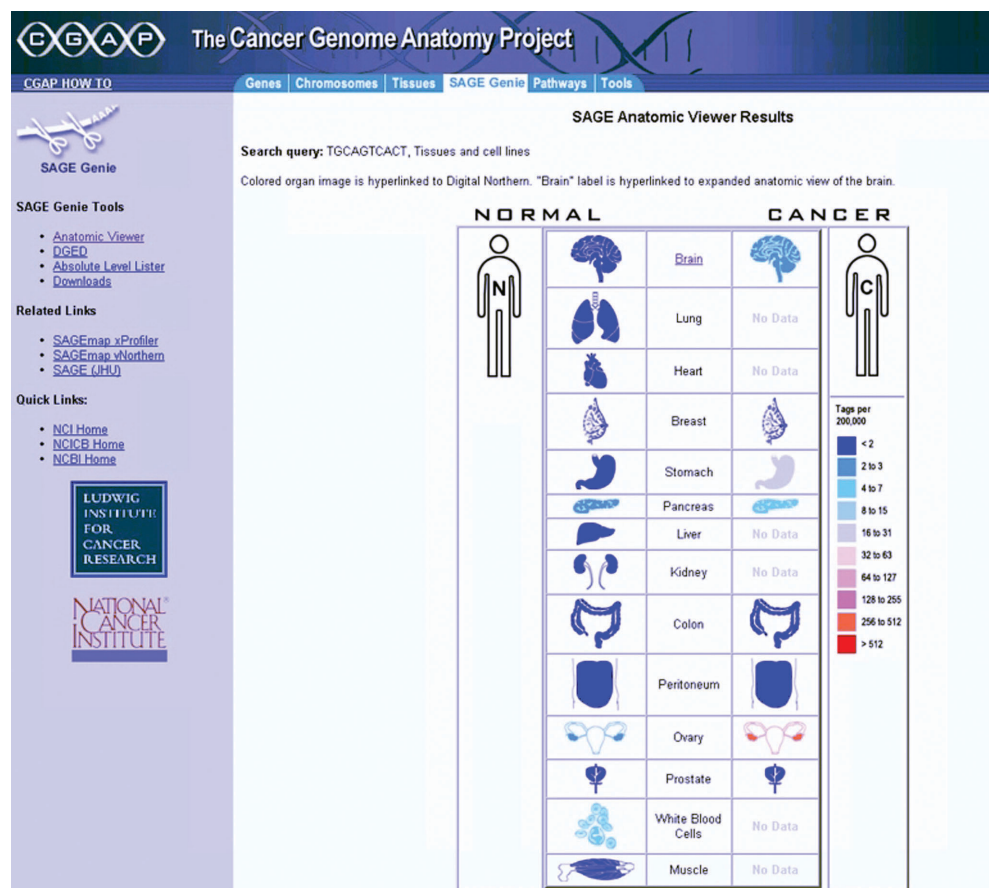 CGAP
The Cancer Genome Anatomy Project
CGAP HOW TO
Genes Chromosomes Tissues SAGE Genie Pathways Tools
AAAA
SAGE Genie
SAGE Genie Tools
• Anatomic Viewer
• DGED
• Absolute Level Lister
• Downloads
Related Links
• SAGEmap xProfiler
• SAGEmap vNorthern
• SAGE (JHU)
Quick Links:
• NCI Home
• NCICB Home
• NCBI Home
LUDWIG
INSTITUTE
FOR
CANCER
RESEARCH
NATIONAL®
CANCER
INSTITUTE
SAGE Anatomic Viewer Results
Search query: TGCAGTCACT, Tissues and cell lines
Colored organ image is hyperlinked to Digital Northern. "Brain" label is hyperlinked to expanded anatomic view of the brain.
NORMAL CANCER
N
Brain
Lung No Data
Heart No Data
Breast
Stomach
Pancreas
Liver No Data
Kidney No Data
Colon
Peritoneum
Ovary
Prostate
White Blood
Cells No Data
Muscle No Data
C
Tags per
200,000
< 2
2 to 3
4 to 7
8 to 15
16 to 31
32 to 63
64 to 127
128 to 255
256 to 512
> 512